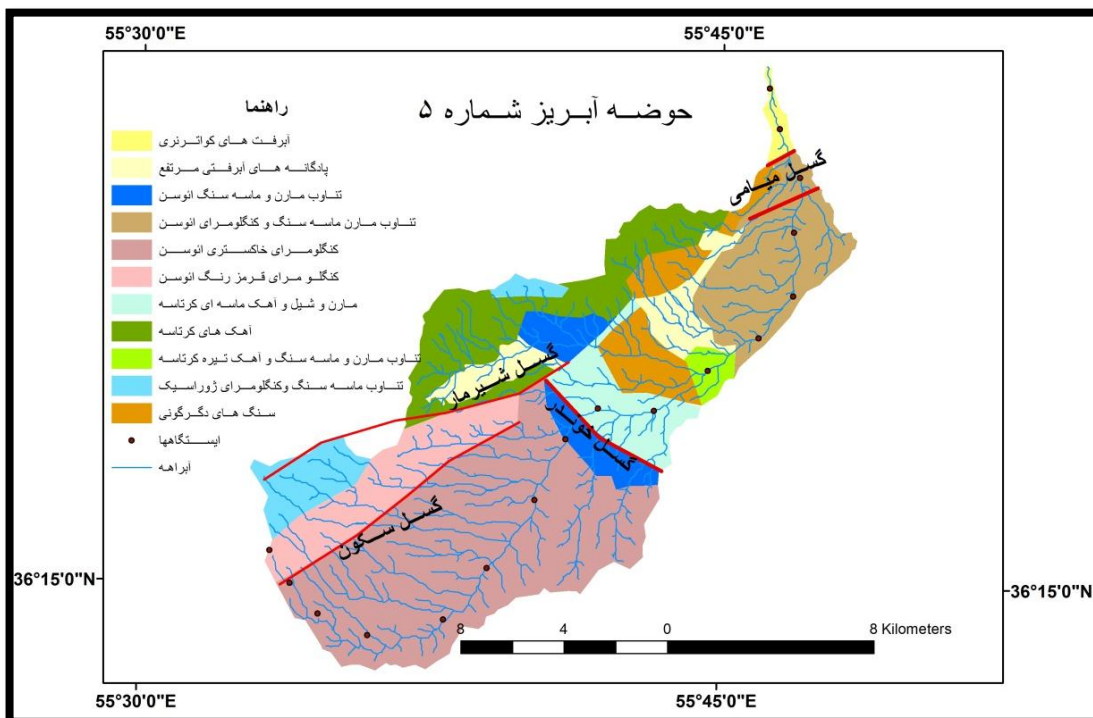 55°30'0"E
55°45'0"E
حوضه آبریز شماره ۵
راهنما
آبرفت های کواترنری
پادگانه های آبرفتی مرتفع
تناوب مارن و ماسه سنگ ائوسن
تناوب مارن ماسه سنگ و کنگلومرای ائوسن
کنگلومرای خاکستری ائوسن
کنگلو مرای قرمز رنگ ائوسن
مارن و شیل و آهک ماسه ای کرتاسه
آهک های کرتاسه
تناوب مارن و ماسه سنگ و آهک تیره کرتاسه
تناوب ماسه سنگ وکنگلومرای ژوراسیک
سنگ های دگرگونی
ایستگاهها
آبراهه
گسل میامی
گسل شیرمار
گسل
گسل سکون
36°15'0"N
36°15'0"N
8 4 0 8 Kilometers
55°30'0"E
55°45'0"E